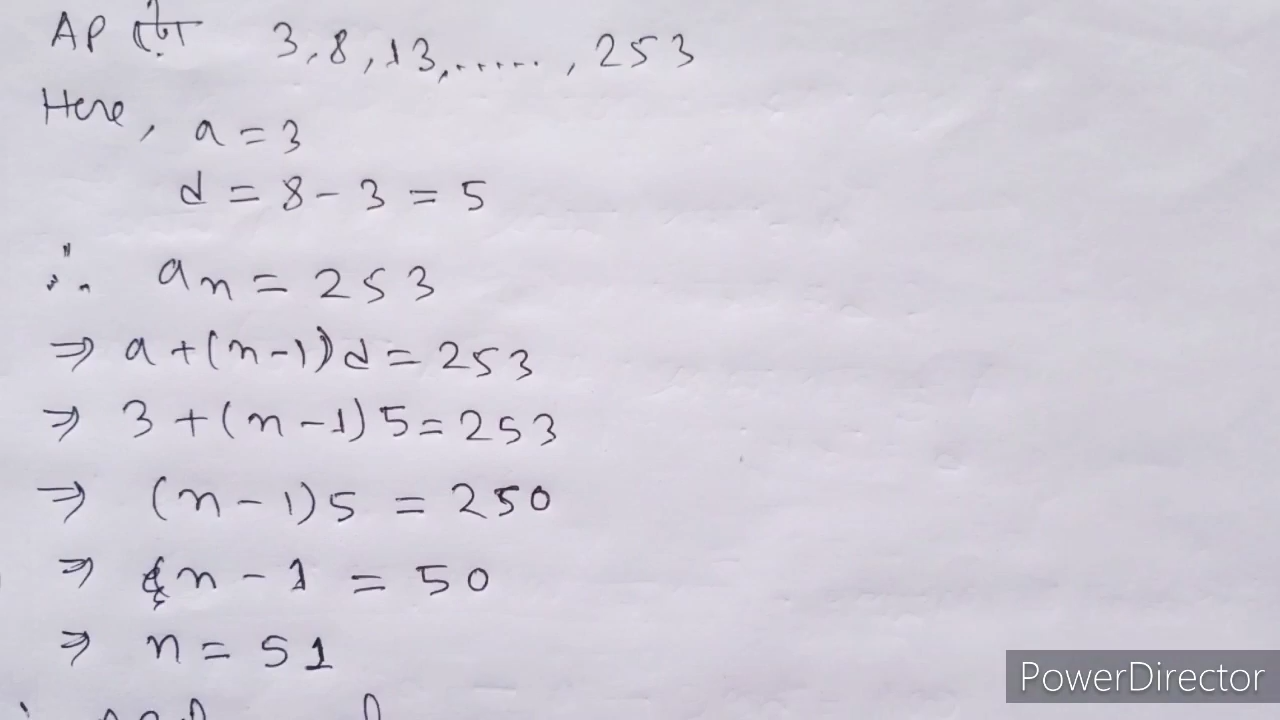 AP টো 3, 8, 13, ......, 253
Here, a = 3
d = 8 - 3 = 5
∴ an = 253
⇒ a + (n - 1) d = 253
⇒ 3 + (n - 1) 5 = 253
⇒ (n - 1) 5 = 250
⇒ n - 1 = 50
⇒ n = 51
PowerDirector